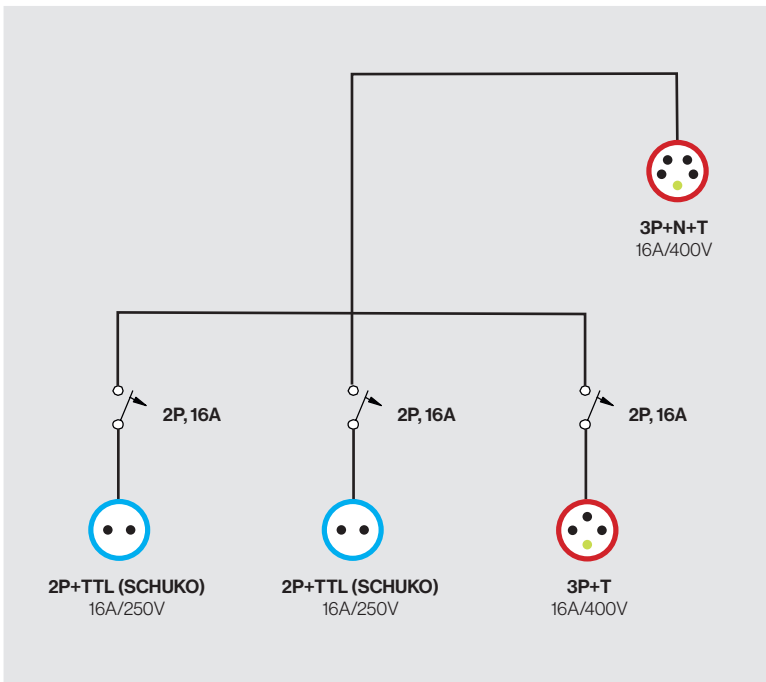 3P+N+T
16A/400V
2P, 16A
2P, 16A
2P, 16A
2P+TTL (SCHUKO)
16A/250V
2P+TTL (SCHUKO)
16A/250V
3P+T
16A/400V